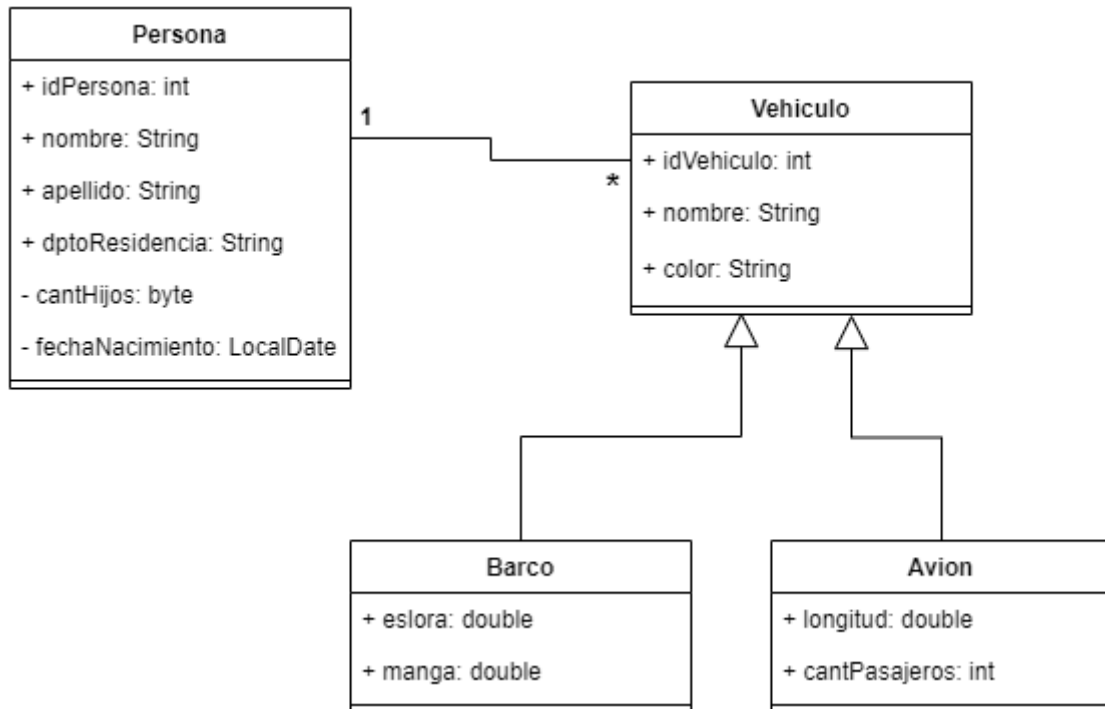 Persona
+ idPersona: int
+ nombre: String
+ apellido: String
+ dptoResidencia: String
- cantHijos: byte
- fechaNacimiento: LocalDate
1
*
Vehiculo
+ idVehiculo: int
+ nombre: String
+ color: String
Barco
+ eslora: double
+ manga: double
Avion
+ longitud: double
+ cantPasajeros: int